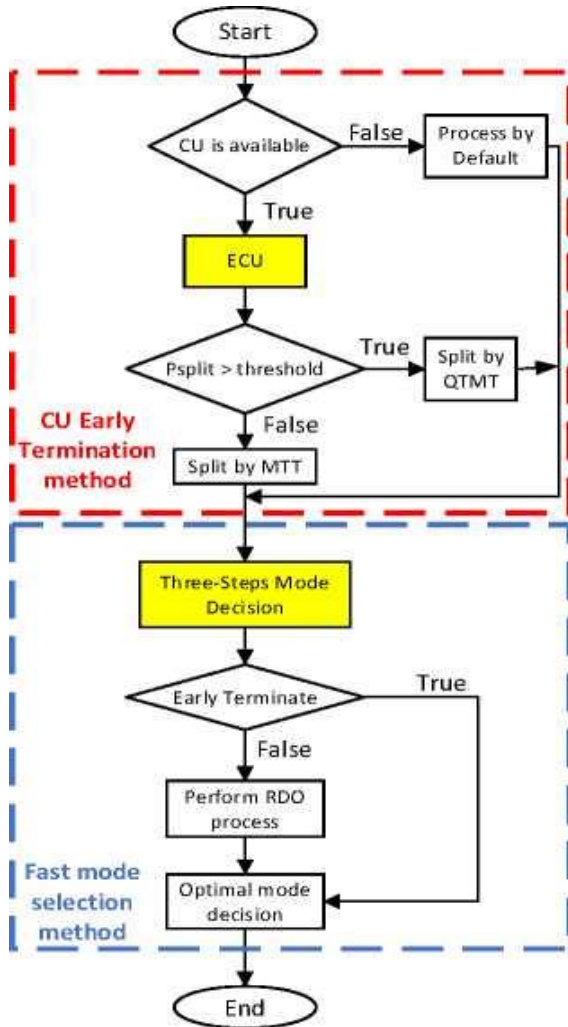 Start
CU is available
False
Process by
Default
True
ECU
Psplit > threshold
True
Split by
QTMT
CU Early
Termination
method
False
Split by MTT
Three-Steps Mode
Decision
Early Terminate
True
False
Perform RDO
process
Fast mode
selection
method
Optimal mode
decision
End